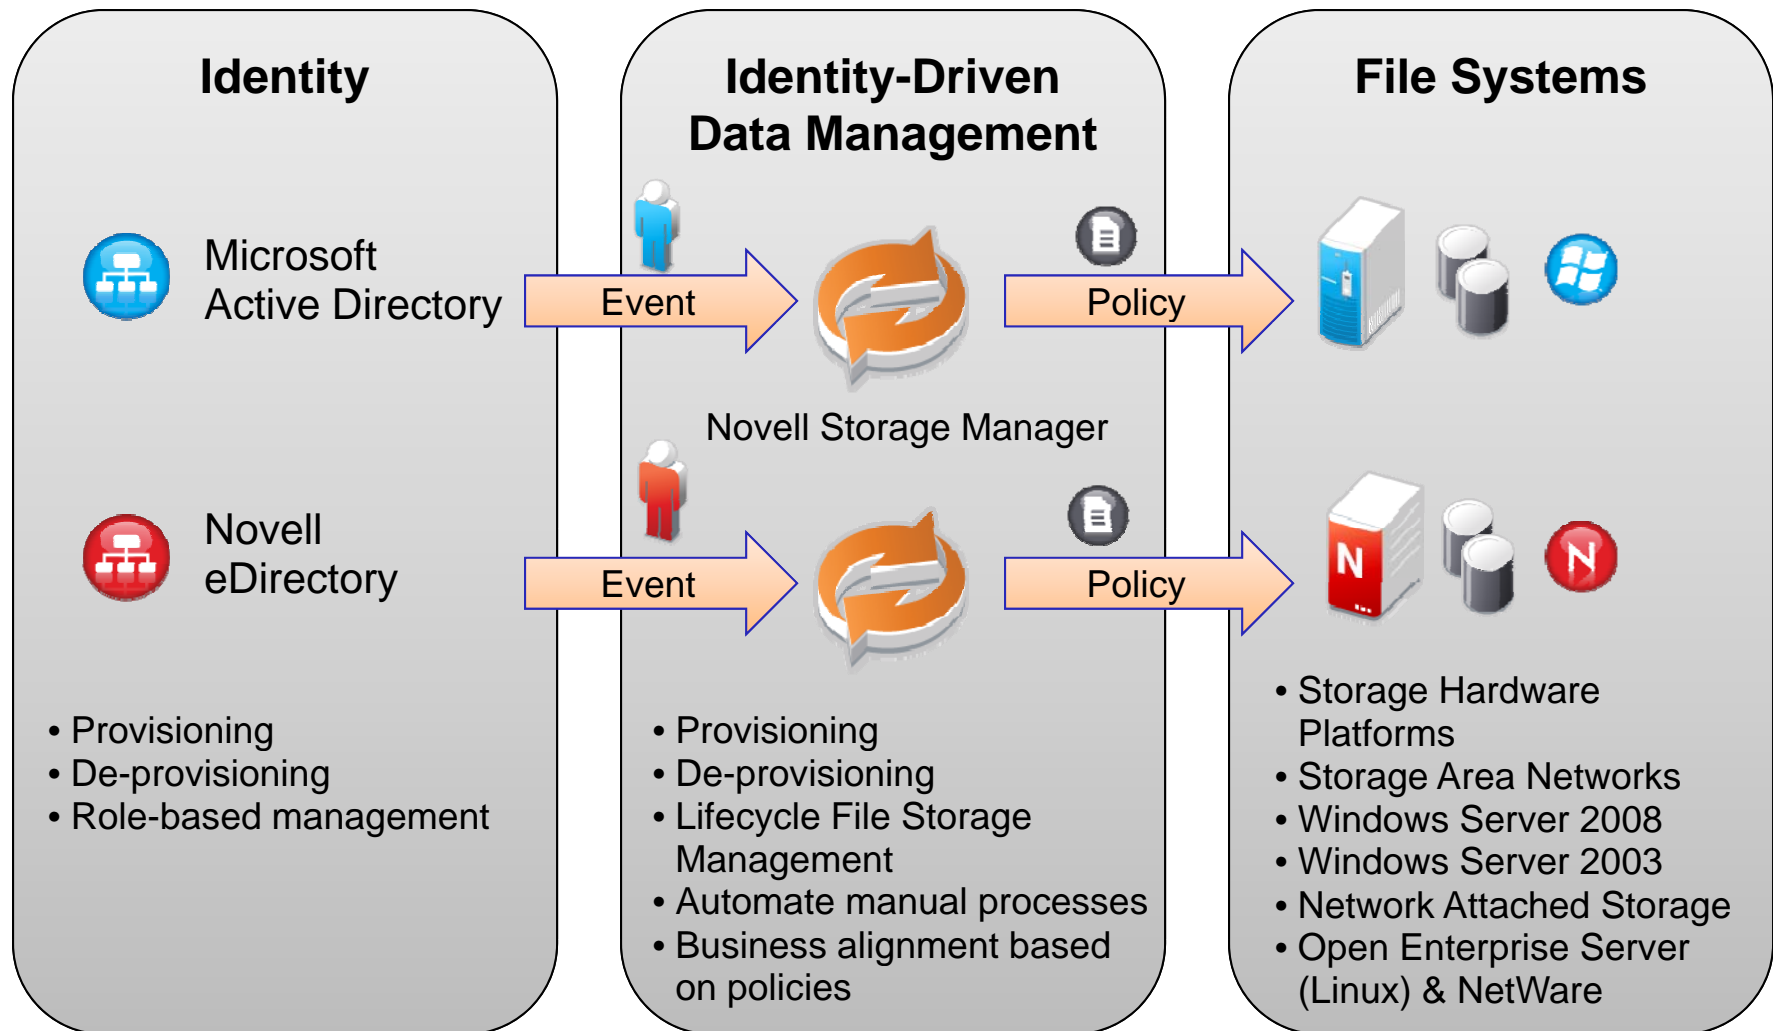 Identity
Microsoft
Active Directory
Novell
eDirectory
• Provisioning
• De-provisioning
• Role-based management
Event
Event
Identity-Driven
Data Management
Novell Storage Manager
• Provisioning
• De-provisioning
• Lifecycle File Storage
Management
• Automate manual processes
• Business alignment based
on policies
Policy
Policy
File Systems
N
N
• Storage Hardware
Platforms
• Storage Area Networks
• Windows Server 2008
• Windows Server 2003
• Network Attached Storage
• Open Enterprise Server
(Linux) & NetWare